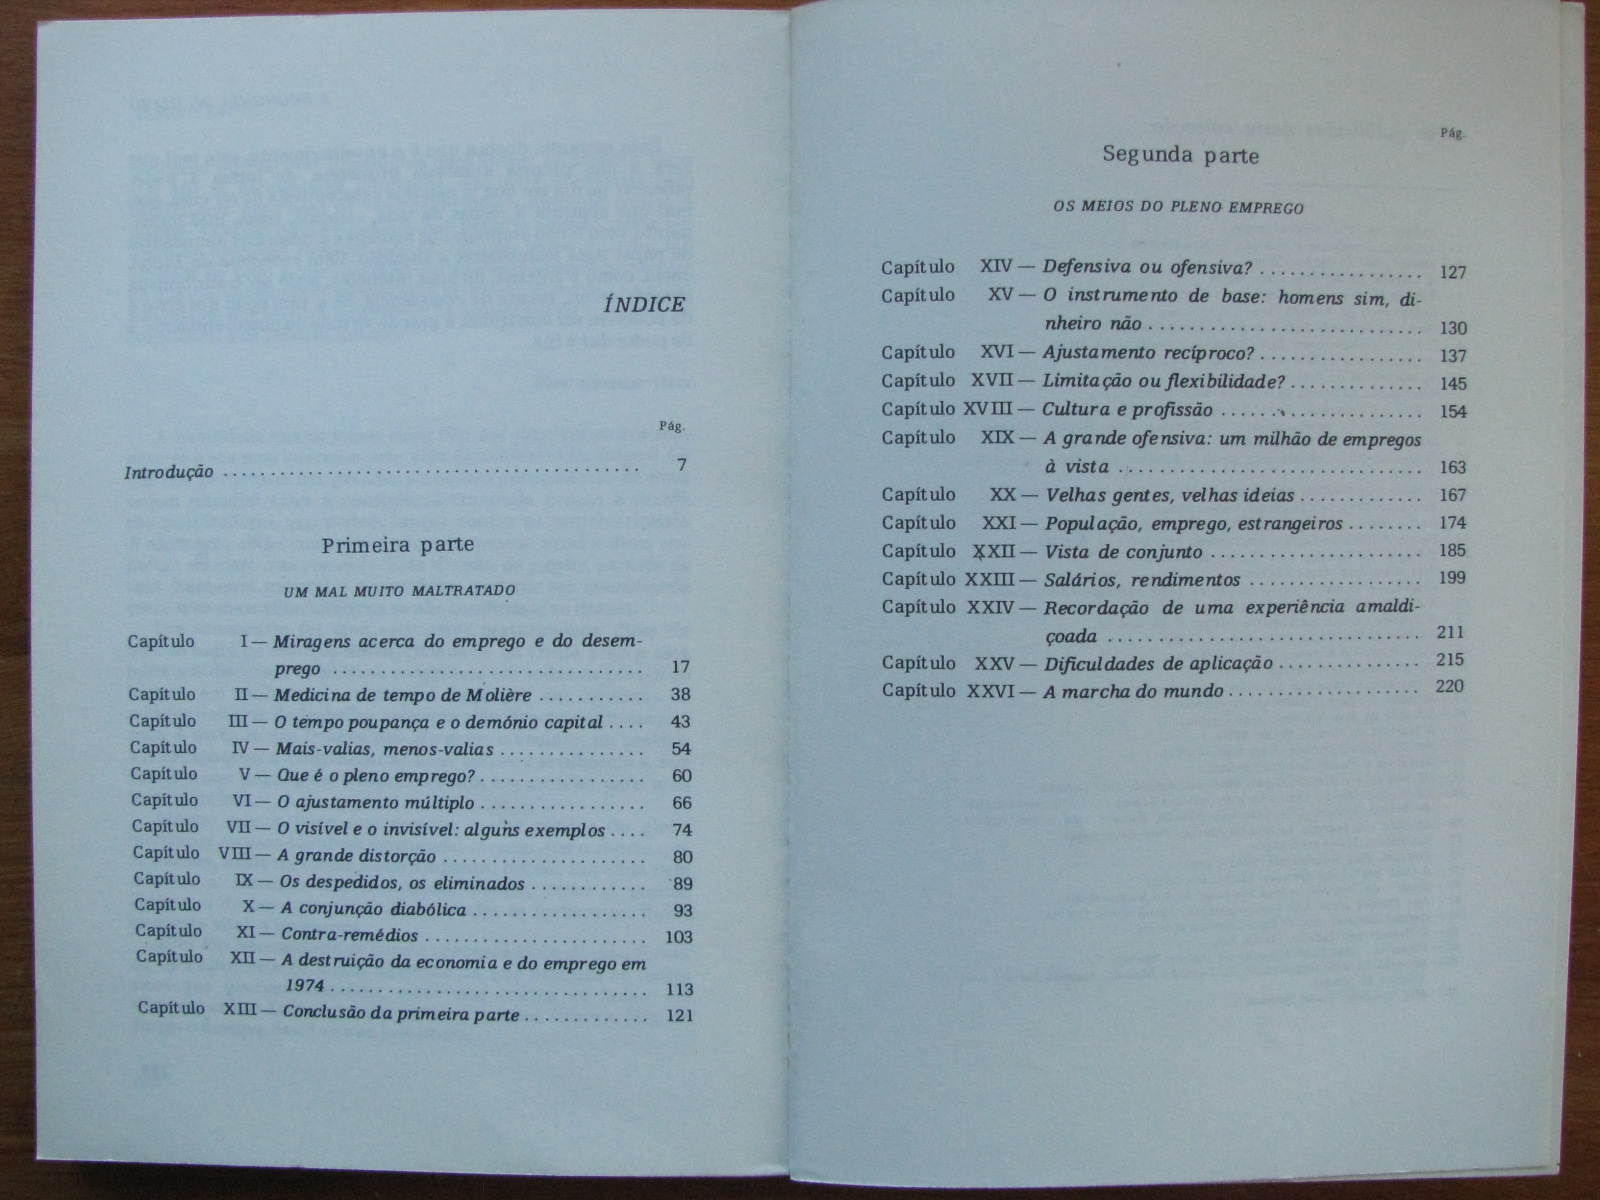 ÍNDICE
Pág.
Introdução ........................................ 7
Primeira parte
UM MAL MUITO MALTRATADO
Capítulo I — Miragens acerca do emprego e do desem-
prego ............................. 17
Capítulo II — Medicina de tempo de Molière .......... 38
Capítulo III — O tempo poupança e o demónio capital .... 43
Capítulo IV — Mais-valias, menos-valias .............. 54
Capítulo V — Que é o pleno emprego? ................ 60
Capítulo VI — O ajustamento múltiplo ................ 66
Capítulo VII — O visível e o invisível: alguns exemplos .... 74
Capítulo VIII — A grande distorção .................... 80
Capítulo IX — Os despedidos, os eliminados ........... 89
Capítulo X — A conjunção diabólica ................. 93
Capítulo XI — Contra-remédios ...................... 103
Capítulo XII — A destruição da economia e do emprego em
1974 .............................. 113
Capítulo XIII — Conclusão da primeira parte ............ 121
Pág.
Segunda parte
OS MEIOS DO PLENO EMPREGO
Capítulo XIV — Defensiva ou ofensiva? ................ 127
Capítulo XV — O instrumento de base: homens sim, di-
nheiro não .......................... 130
Capítulo XVI — Ajustamento recíproco? ................ 137
Capítulo XVII — Limitação ou flexibilidade? ............. 145
Capítulo XVIII — Cultura e profissão .................... 154
Capítulo XIX — A grande ofensiva: um milhão de empregos
à vista ............................. 163
Capítulo XX — Velhas gentes, velhas ideias ............ 167
Capítulo XXI — População, emprego, estrangeiros ....... 174
Capítulo XXII — Vista de conjunto .................... 185
Capítulo XXIII — Salários, rendimentos ................. 199
Capítulo XXIV — Recordação de uma experiência amaldi-
çoada .............................. 211
Capítulo XXV — Dificuldades de aplicação .............. 215
Capítulo XXVI — A marcha do mundo ................... 220